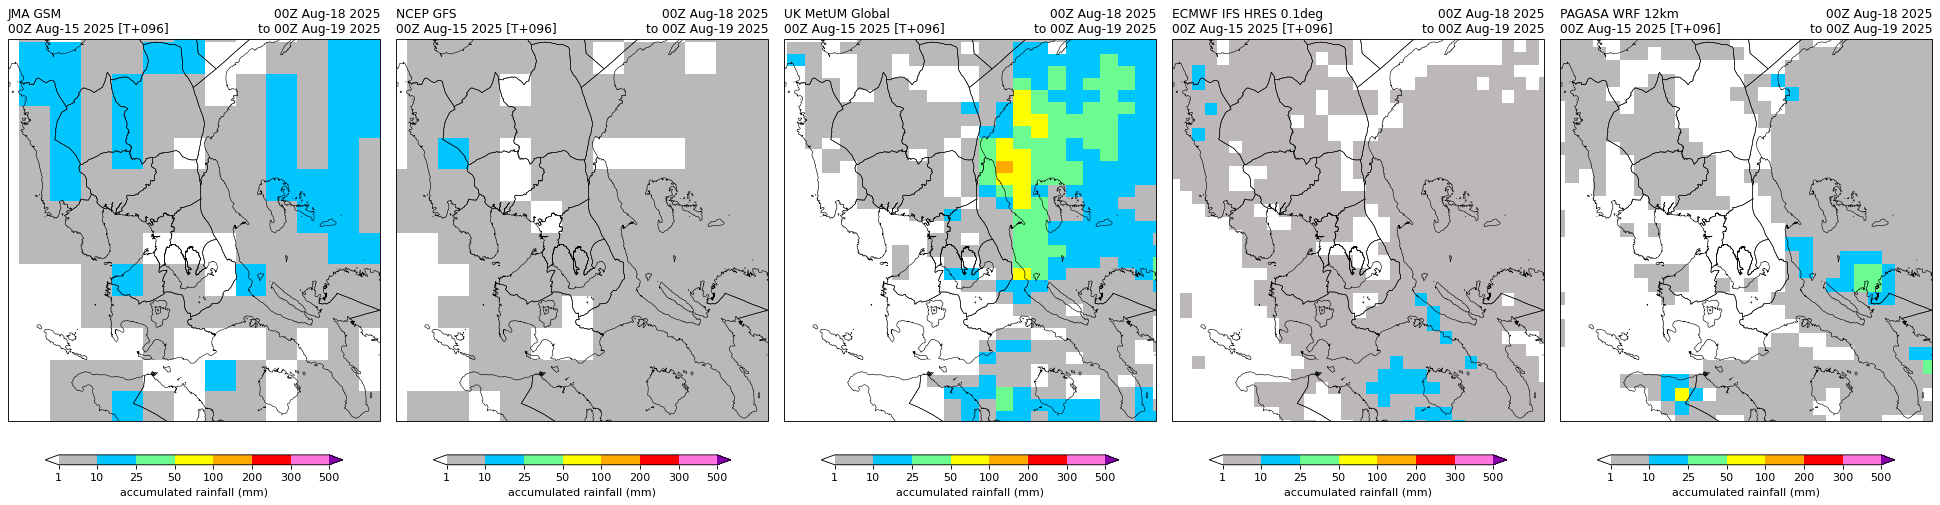 JMA GSM 00Z Aug-18 2025
00Z Aug-15 2025 [T+096] to 00Z Aug-19 2025
NCEP GFS 00Z Aug-18 2025
00Z Aug-15 2025 [T+096] to 00Z Aug-19 2025
UK MetUM Global 00Z Aug-18 2025
00Z Aug-15 2025 [T+096] to 00Z Aug-19 2025
ECMWF IFS HRES 0.1deg 00Z Aug-18 2025
00Z Aug-15 2025 [T+096] to 00Z Aug-19 2025
PAGASA WRF 12km 00Z Aug-18 2025
00Z Aug-15 2025 [T+096] to 00Z Aug-19 2025
1 10 25 50 100 200 300 500
accumulated rainfall (mm)
1 10 25 50 100 200 300 500
accumulated rainfall (mm)
1 10 25 50 100 200 300 500
accumulated rainfall (mm)
1 10 25 50 100 200 300 500
accumulated rainfall (mm)
1 10 25 50 100 200 300 500
accumulated rainfall (mm)